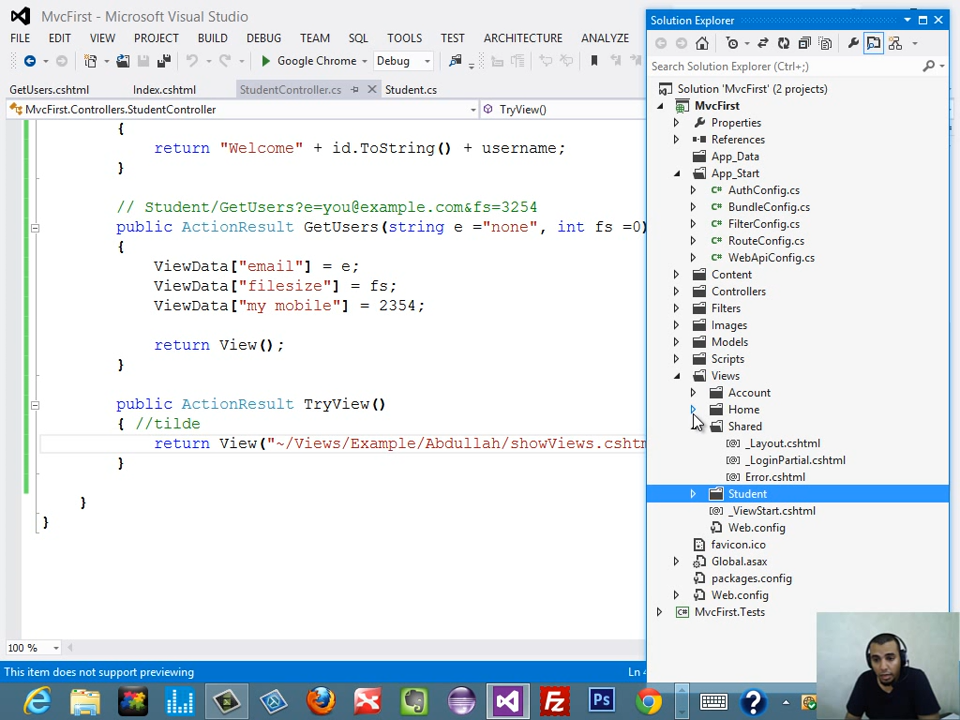 MvcFirst - Microsoft Visual Studio
FILE EDIT VIEW PROJECT BUILD DEBUG TEAM SQL TOOLS TEST ARCHITECTURE ANALYZE
Google Chrome Debug
GetUsers.cshtml Index.cshtml StudentController.cs Student.cs
MvcFirst.Controllers.StudentController TryView()
{
return "Welcome" + id.ToString() + username;
}
// Student/GetUsers?e=you@example.com&fs=3254
public ActionResult GetUsers(string e ="none", int fs =0)
{
ViewData["email"] = e;
ViewData["filesize"] = fs;
ViewData["my mobile"] = 2354;
return View();
}
public ActionResult TryView()
{ //tilde
return View("~/Views/Example/Abdullah/showViews.cshtm
}
}
}
100 %
This item does not support previewing Ln 4
Solution Explorer
Search Solution Explorer (Ctrl+;)
Solution 'MvcFirst' (2 projects)
MvcFirst
Properties
References
App_Data
App_Start
AuthConfig.cs
BundleConfig.cs
FilterConfig.cs
RouteConfig.cs
WebApiConfig.cs
Content
Controllers
Filters
Images
Models
Scripts
Views
Account
Home
Shared
_Layout.cshtml
_LoginPartial.cshtml
Error.cshtml
Student
_ViewStart.cshtml
Web.config
favicon.ico
Global.asax
packages.config
Web.config
MvcFirst.Tests
Ps